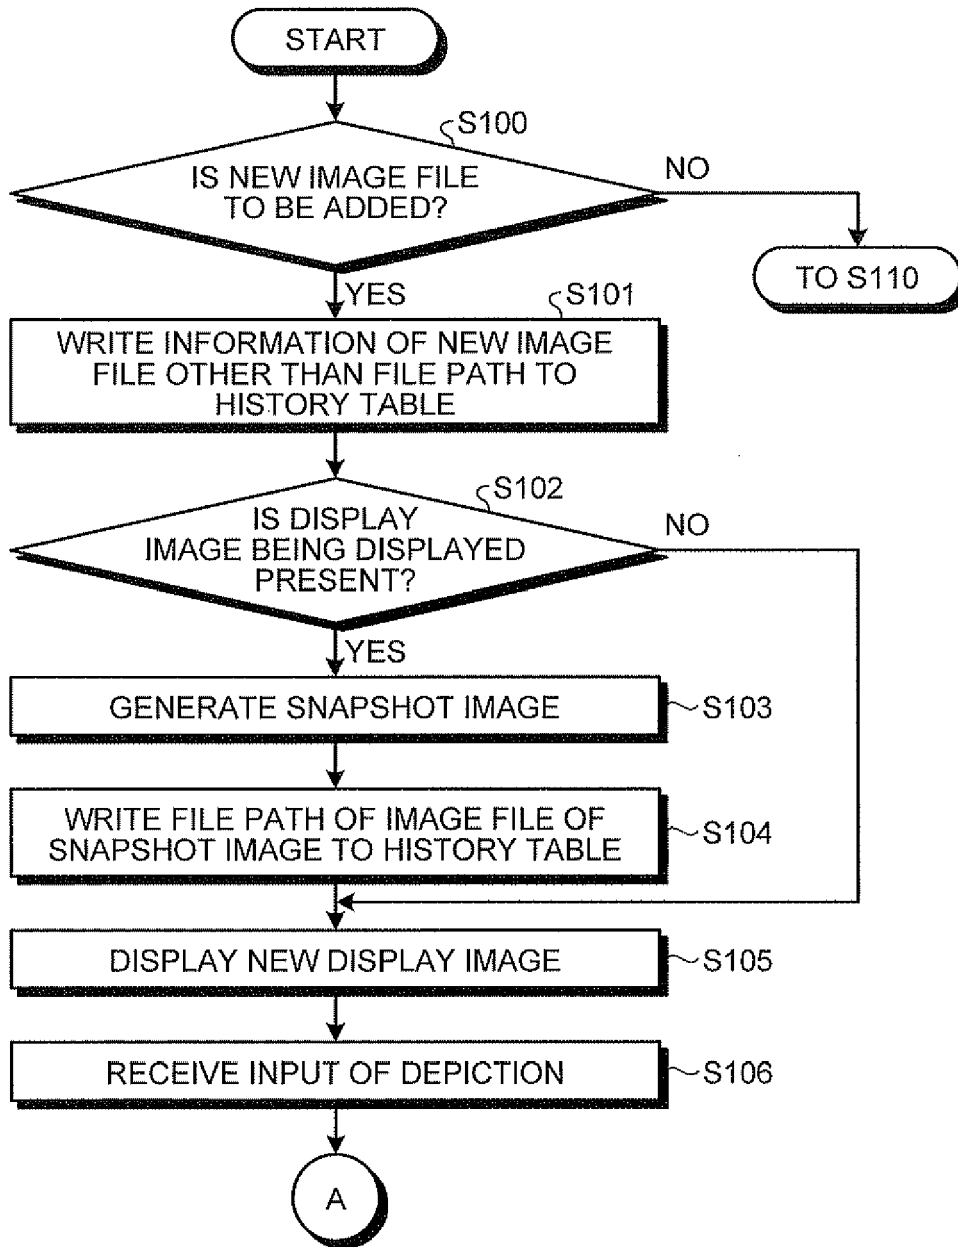 START
S100
IS NEW IMAGE FILE
TO BE ADDED?
NO
TO S110
YES
S101
WRITE INFORMATION OF NEW IMAGE
FILE OTHER THAN FILE PATH TO
HISTORY TABLE
S102
IS DISPLAY
IMAGE BEING DISPLAYED
PRESENT?
NO
YES
GENERATE SNAPSHOT IMAGE
S103
WRITE FILE PATH OF IMAGE FILE OF
SNAPSHOT IMAGE TO HISTORY TABLE
S104
DISPLAY NEW DISPLAY IMAGE
S105
RECEIVE INPUT OF DEPICTION
S106
A